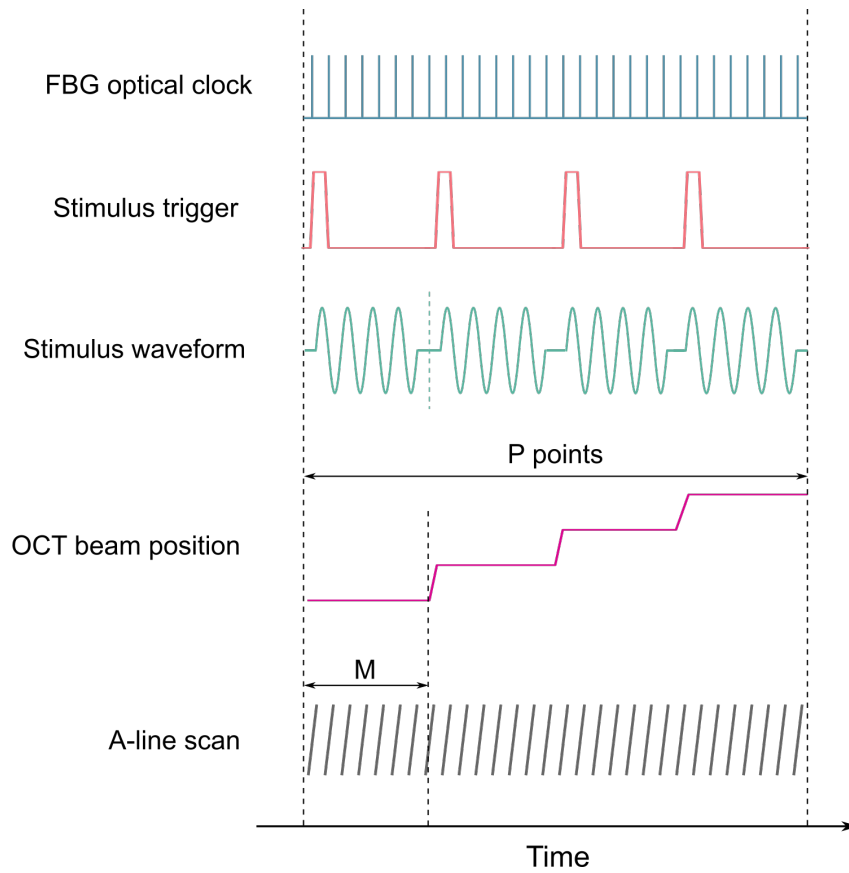 FBG optical clock
Stimulus trigger
Stimulus waveform
P points
OCT beam position
M
A-line scan
Time